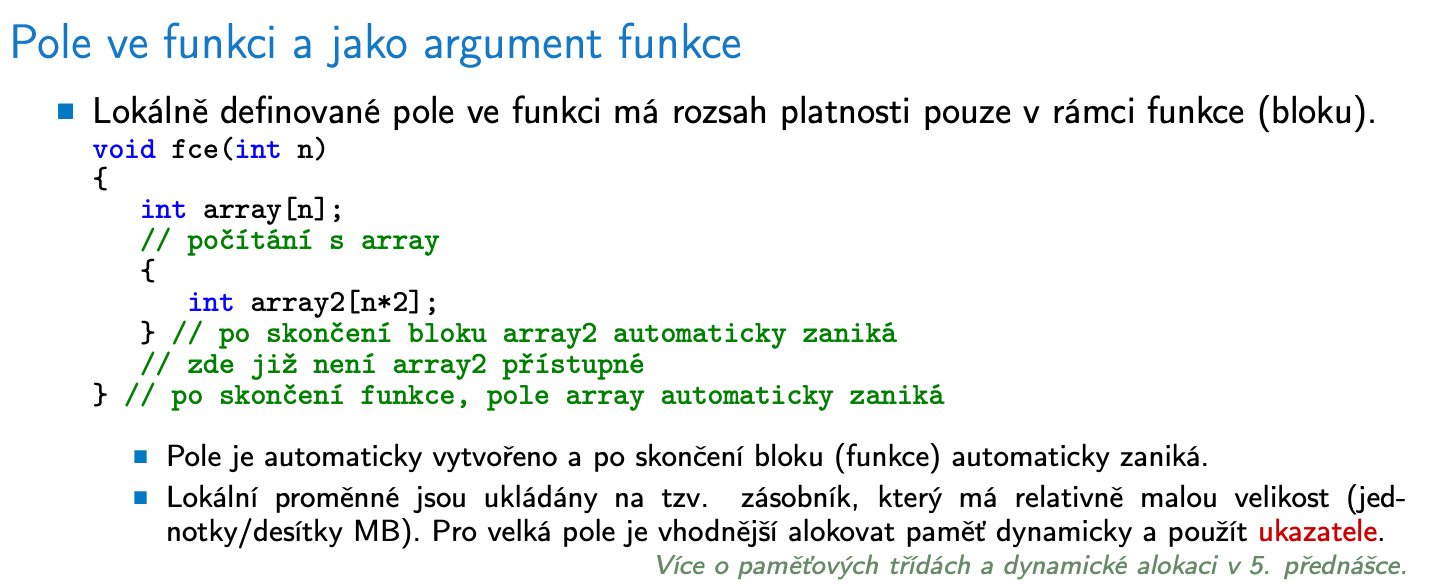 Pole ve funkci a jako argument funkce
Lokálně definované pole ve funkci má rozsah platnosti pouze v rámci funkce (bloku).
void fce(int n)
{
int array[n];
// počítání s array
{
int array2[n*2];
} // po skončení bloku array2 automaticky zaniká
// zde již není array2 přístupné
} // po skončení funkce, pole array automaticky zaniká
Pole je automaticky vytvořeno a po skončení bloku (funkce) automaticky zaniká.
Lokální proměnné jsou ukládány na tzv. zásobník, který má relativně malou velikost (jed-
notky/desítky MB). Pro velká pole je vhodnější alokovat paměť dynamicky a použít ukazatele.
Více o paměťových třídách a dynamické alokaci v 5. přednášce.